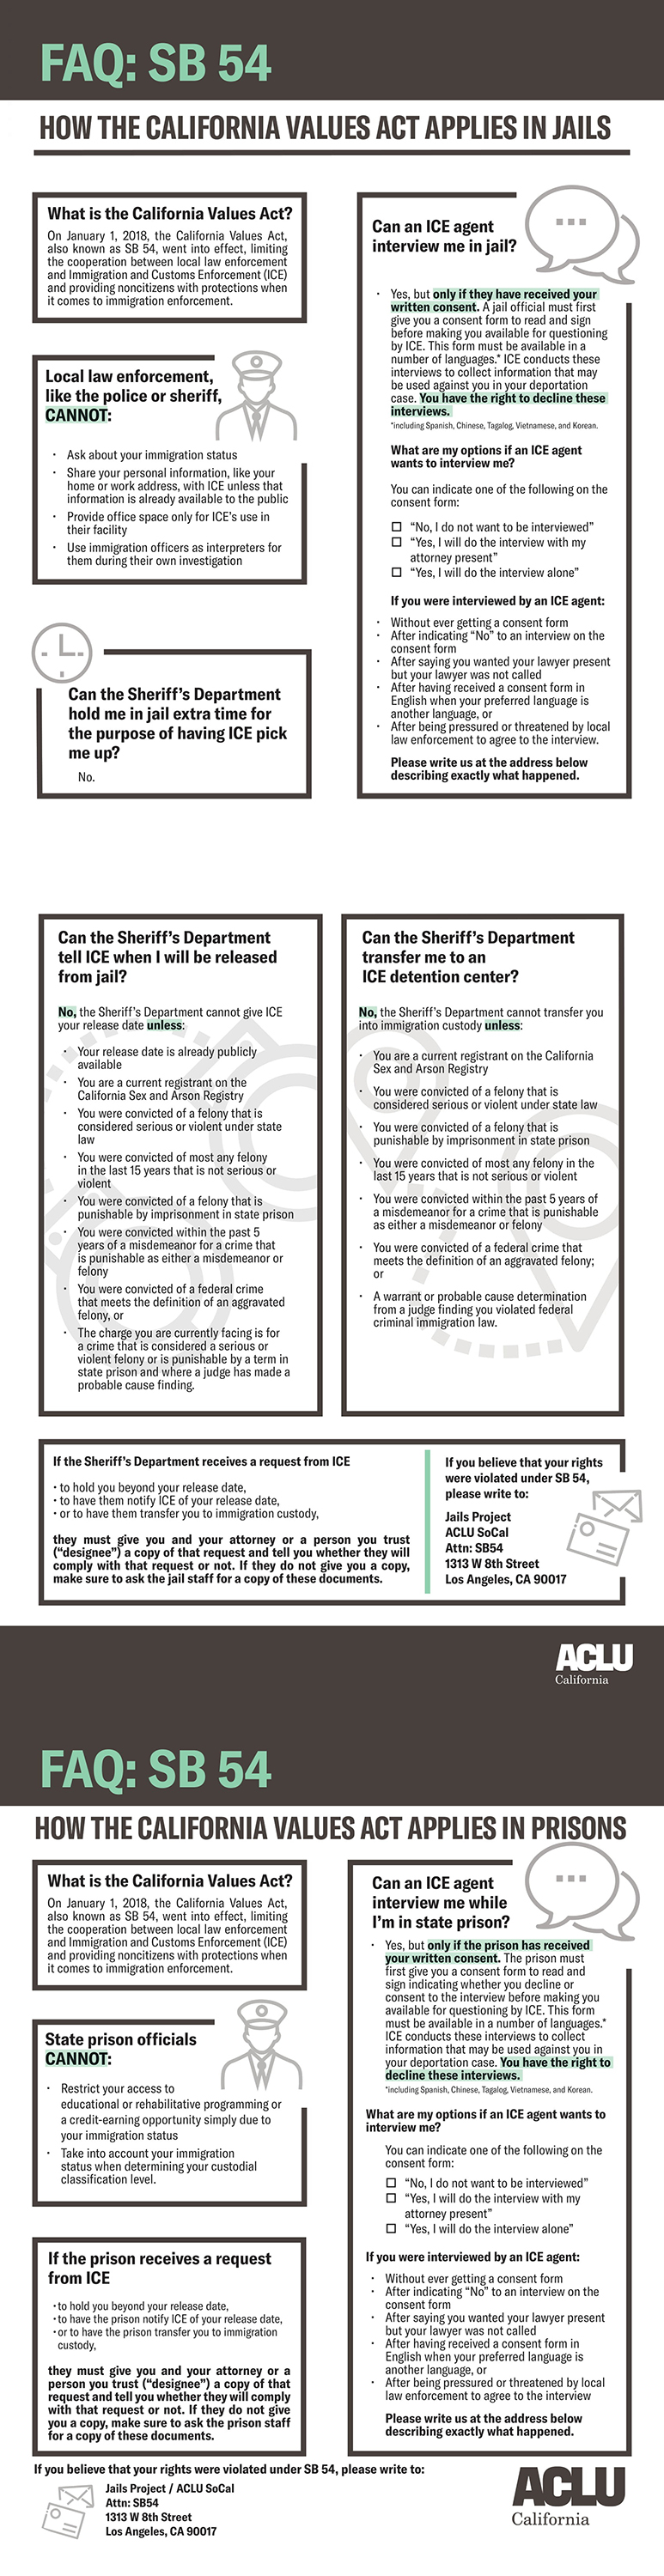 FAQ: SB 54
HOW THE CALIFORNIA VALUES ACT APPLIES IN JAILS
What is the California Values Act?
On January 1, 2018, the California Values Act,
also known as SB 54, went into effect, limiting
the cooperation between local law enforcement
and Immigration and Customs Enforcement (ICE)
and providing noncitizens with protections when
it comes to immigration enforcement.
Local law enforcement,
like the police or sheriff,
CANNOT:
· Ask about your immigration status
· Share your personal information, like your
home or work address, with ICE unless that
information is already available to the public
· Provide office space only for ICE's use in
their facility
· Use immigration officers as interpreters for
them during their own investigation
Can the Sheriff's Department
hold me in jail extra time for
the purpose of having ICE pick
me up?
No.
Can an ICE agent
interview me in jail?
· Yes, but only if they have received your
written consent. A jail official must first
give you a consent form to read and sign
before making you available for questioning
by ICE. This form must be available in a
number of languages.* ICE conducts these
interviews to collect information that may
be used against you in your deportation
case. You have the right to decline these
interviews.
*including Spanish, Chinese, Tagalog, Vietnamese, and Korean.
What are my options if an ICE agent
wants to interview me?
You can indicate one of the following on the
consent form:
☐ “No, I do not want to be interviewed”
☐ “Yes, I will do the interview with my
attorney present”
☐ “Yes, I will do the interview alone”
If you were interviewed by an ICE agent:
· Without ever getting a consent form
· After indicating “No” to an interview on the
consent form
· After saying you wanted your lawyer present
but your lawyer was not called
· After having received a consent form in
English when your preferred language is
another language, or
· After being pressured or threatened by local
law enforcement to agree to the interview.
Please write us at the address below
describing exactly what happened.
Can the Sheriff's Department
tell ICE when I will be released
from jail?
No, the Sheriff's Department cannot give ICE
your release date unless:
· Your release date is already publicly
available
· You are a current registrant on the
California Sex and Arson Registry
· You were convicted of a felony that is
considered serious or violent under state
law
· You were convicted of most any felony
in the last 15 years that is not serious or
violent
· You were convicted of a felony that is
punishable by imprisonment in state prison
· You were convicted within the past 5
years of a misdemeanor for a crime that
is punishable as either a misdemeanor or
felony
· You were convicted of a federal crime
that meets the definition of an aggravated
felony, or
· The charge you are currently facing is for
a crime that is considered a serious or
violent felony or is punishable by a term in
state prison and where a judge has made a
probable cause finding.
Can the Sheriff's Department
transfer me to an
ICE detention center?
No, the Sheriff's Department cannot transfer you
into immigration custody unless:
· You are a current registrant on the California
Sex and Arson Registry
· You were convicted of a felony that is
considered serious or violent under state law
· You were convicted of a felony that is
punishable by imprisonment in state prison
· You were convicted of most any felony in the
last 15 years that is not serious or violent
· You were convicted within the past 5 years of
a misdemeanor for a crime that is punishable
as either a misdemeanor or felony
· You were convicted of a federal crime that
meets the definition of an aggravated felony;
or
· A warrant or probable cause determination
from a judge finding you violated federal
criminal immigration law.
If the Sheriff's Department receives a request from ICE
· to hold you beyond your release date,
· to have them notify ICE of your release date,
· or to have them transfer you to immigration custody,
they must give you and your attorney or a person you trust
(“designee”) a copy of that request and tell you whether they will
comply with that request or not. If they do not give you a copy,
make sure to ask the jail staff for a copy of these documents.
If you believe that your rights
were violated under SB 54,
please write to:
Jails Project
ACLU SoCal
Attn: SB54
1313 W 8th Street
Los Angeles, CA 90017
ACLU
California
FAQ: SB 54
HOW THE CALIFORNIA VALUES ACT APPLIES IN PRISONS
What is the California Values Act?
On January 1, 2018, the California Values Act,
also known as SB 54, went into effect, limiting
the cooperation between local law enforcement
and Immigration and Customs Enforcement (ICE)
and providing noncitizens with protections when
it comes to immigration enforcement.
State prison officials
CANNOT:
· Restrict your access to
educational or rehabilitative programming or
a credit-earning opportunity simply due to
your immigration status
· Take into account your immigration
status when determining your custodial
classification level.
If the prison receives a request
from ICE
· to hold you beyond your release date,
· to have the prison notify ICE of your release date,
· or to have the prison transfer you to immigration
custody,
they must give you and your attorney or a
person you trust (“designee”) a copy of that
request and tell you whether they will comply
with that request or not. If they do not give
you a copy, make sure to ask the prison staff
for a copy of these documents.
Can an ICE agent
interview me while
I'm in state prison?
· Yes, but only if the prison has received
your written consent. The prison must
first give you a consent form to read and
sign indicating whether you decline or
consent to the interview before making you
available for questioning by ICE. This form
must be available in a number of languages.*
ICE conducts these interviews to collect
information that may be used against you in
your deportation case. You have the right to
decline these interviews.
*including Spanish, Chinese, Tagalog, Vietnamese, and Korean.
What are my options if an ICE agent wants to
interview me?
You can indicate one of the following on the
consent form:
☐ “No, I do not want to be interviewed”
☐ “Yes, I will do the interview with my
attorney present”
☐ “Yes, I will do the interview alone”
If you were interviewed by an ICE agent:
· Without ever getting a consent form
· After indicating “No” to an interview on the
consent form
· After saying you wanted your lawyer present
but your lawyer was not called
· After having received a consent form in
English when your preferred language is
another language, or
· After being pressured or threatened by local
law enforcement to agree to the interview
Please write us at the address below
describing exactly what happened.
If you believe that your rights were violated under SB 54, please write to:
Jails Project / ACLU SoCal
Attn: SB54
1313 W 8th Street
Los Angeles, CA 90017
ACLU
California